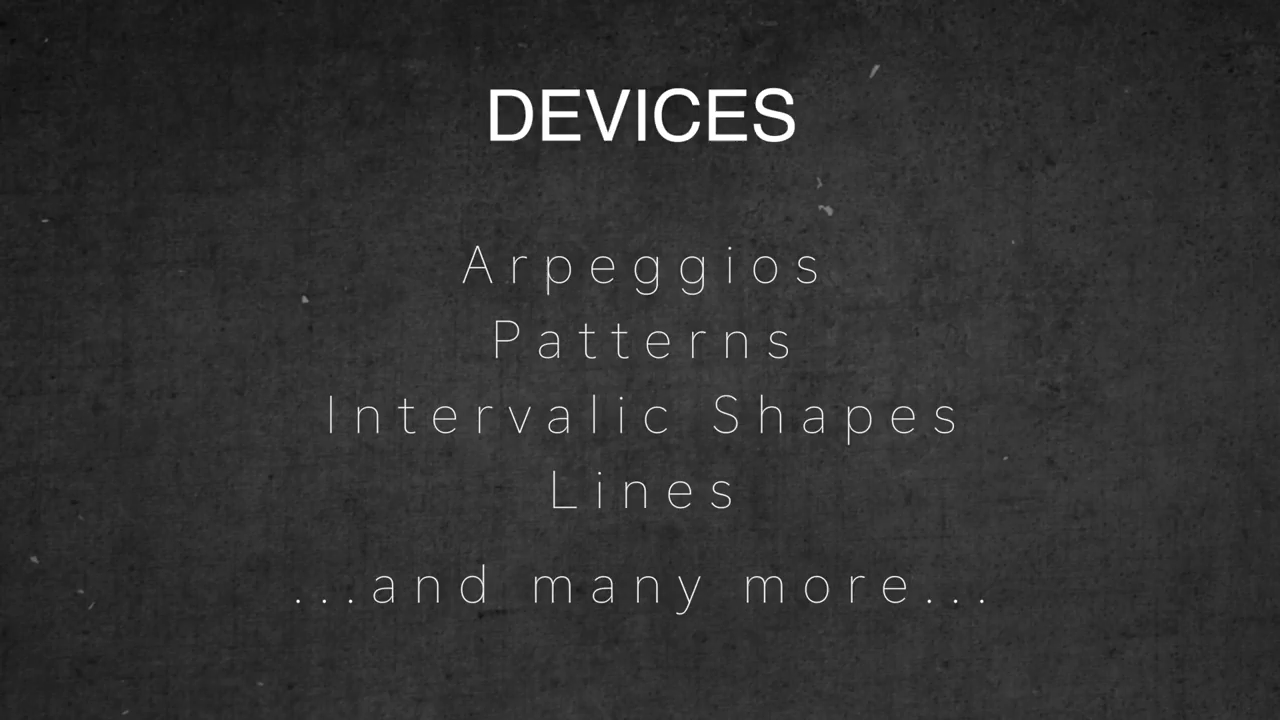 DEVICES
Arpeggios
Patterns
Intervalic Shapes
Lines
...and many more...